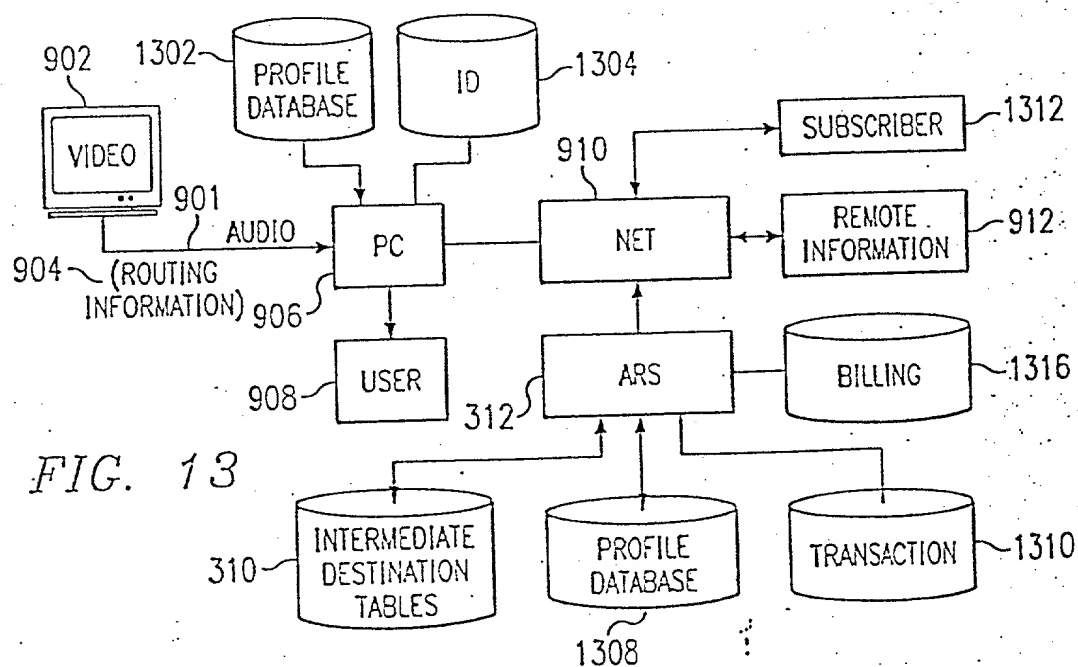 902
1302
PROFILE
DATABASE
ID
1304
VIDEO
901
AUDIO
904
(ROUTING
INFORMATION)
906
PC
910
NET
SUBSCRIBER
1312
REMOTE
INFORMATION
912
USER
908
ARS
312
BILLING
1316
FIG. 13
310
INTERMEDIATE
DESTINATION
TABLES
PROFILE
DATABASE
1308
TRANSACTION
1310